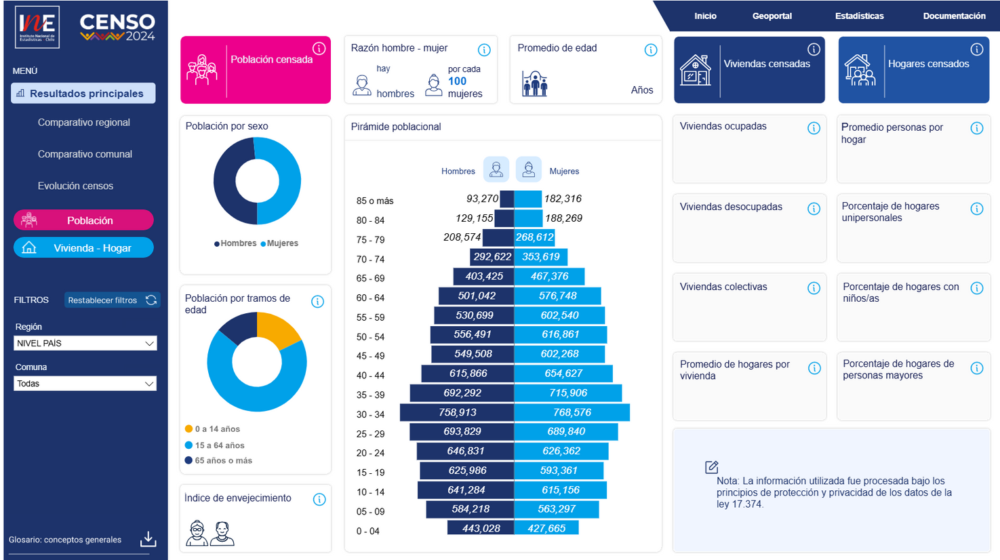 INE
Instituto Nacional de
Estadísticas • Chile
CENSO
2024
Inicio
Geoportal
Estadísticas
Documentación
MENÚ
Resultados principales
Comparativo regional
Comparativo comunal
Evolución censos
Población
Vivienda - Hogar
FILTROS
Restablecer filtros
Región
NIVEL PAÍS
Comuna
Todas
Glosario: conceptos generales
Población censada
Razón hombre - mujer
hay
hombres
por cada
100
mujeres
Promedio de edad
Años
Viviendas censadas
Hogares censados
Población por sexo
Hombres
Mujeres
Población por tramos de
edad
0 a 14 años
15 a 64 años
65 años o más
Índice de envejecimiento
Pirámide poblacional
Hombres
Mujeres
85 o más 93,270 182,316
80 - 84 129,155 188,269
75 - 79 208,574 268,612
70 - 74 292,622 353,619
65 - 69 403,425 467,376
60 - 64 501,042 576,748
55 - 59 530,699 602,540
50 - 54 556,491 616,861
45 - 49 549,508 602,268
40 - 44 615,866 654,627
35 - 39 692,292 715,906
30 - 34 758,913 768,576
25 - 29 693,829 689,840
20 - 24 646,831 626,362
15 - 19 625,986 593,361
10 - 14 641,284 615,156
05 - 09 584,218 563,297
0 - 04 443,028 427,665
Viviendas ocupadas
Promedio personas por
hogar
Viviendas desocupadas
Porcentaje de hogares
unipersonales
Viviendas colectivas
Porcentaje de hogares con
niños/as
Promedio de hogares por
vivienda
Porcentaje de hogares de
personas mayores
Nota: La información utilizada fue procesada bajo los
principios de protección y privacidad de los datos de la
ley 17.374.